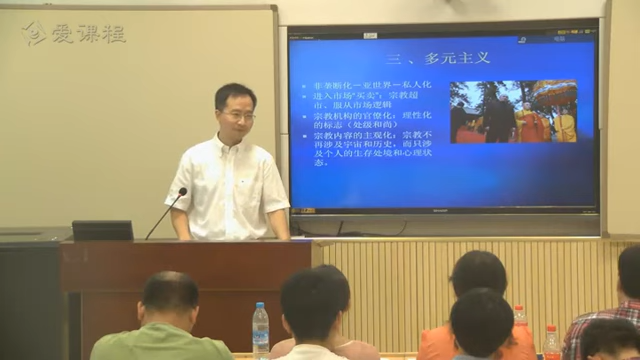 爱课程
三、多元主义
非垄断化—亚世界—私人化
进入市场“买卖”：宗教超
市、服从市场逻辑
宗教机构的官僚化：理性化
的标志（处级和尚）
宗教内容的主观化：宗教不
再涉及宇宙和历史，而只涉
及个人的生存处境和心理状
态。